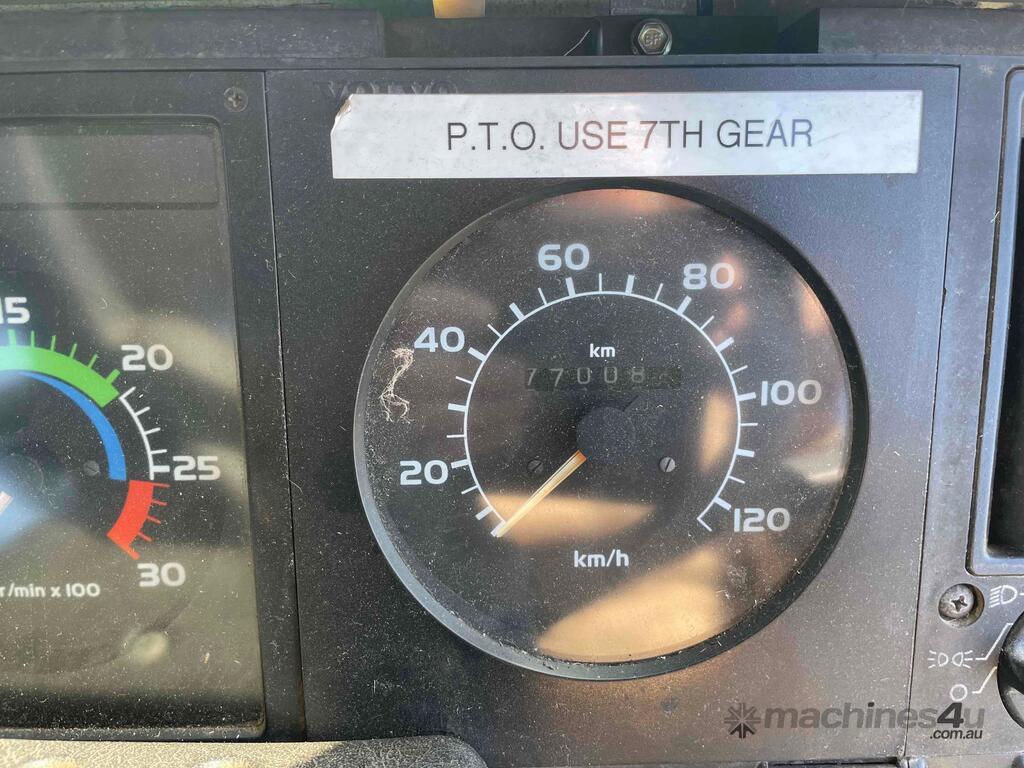 VOLVO
P.T.O. USE 7TH GEAR
15
20
25
30
r/min x 100
20
40
60
80
100
120
km
77008
km/h
machines4u
.com.au